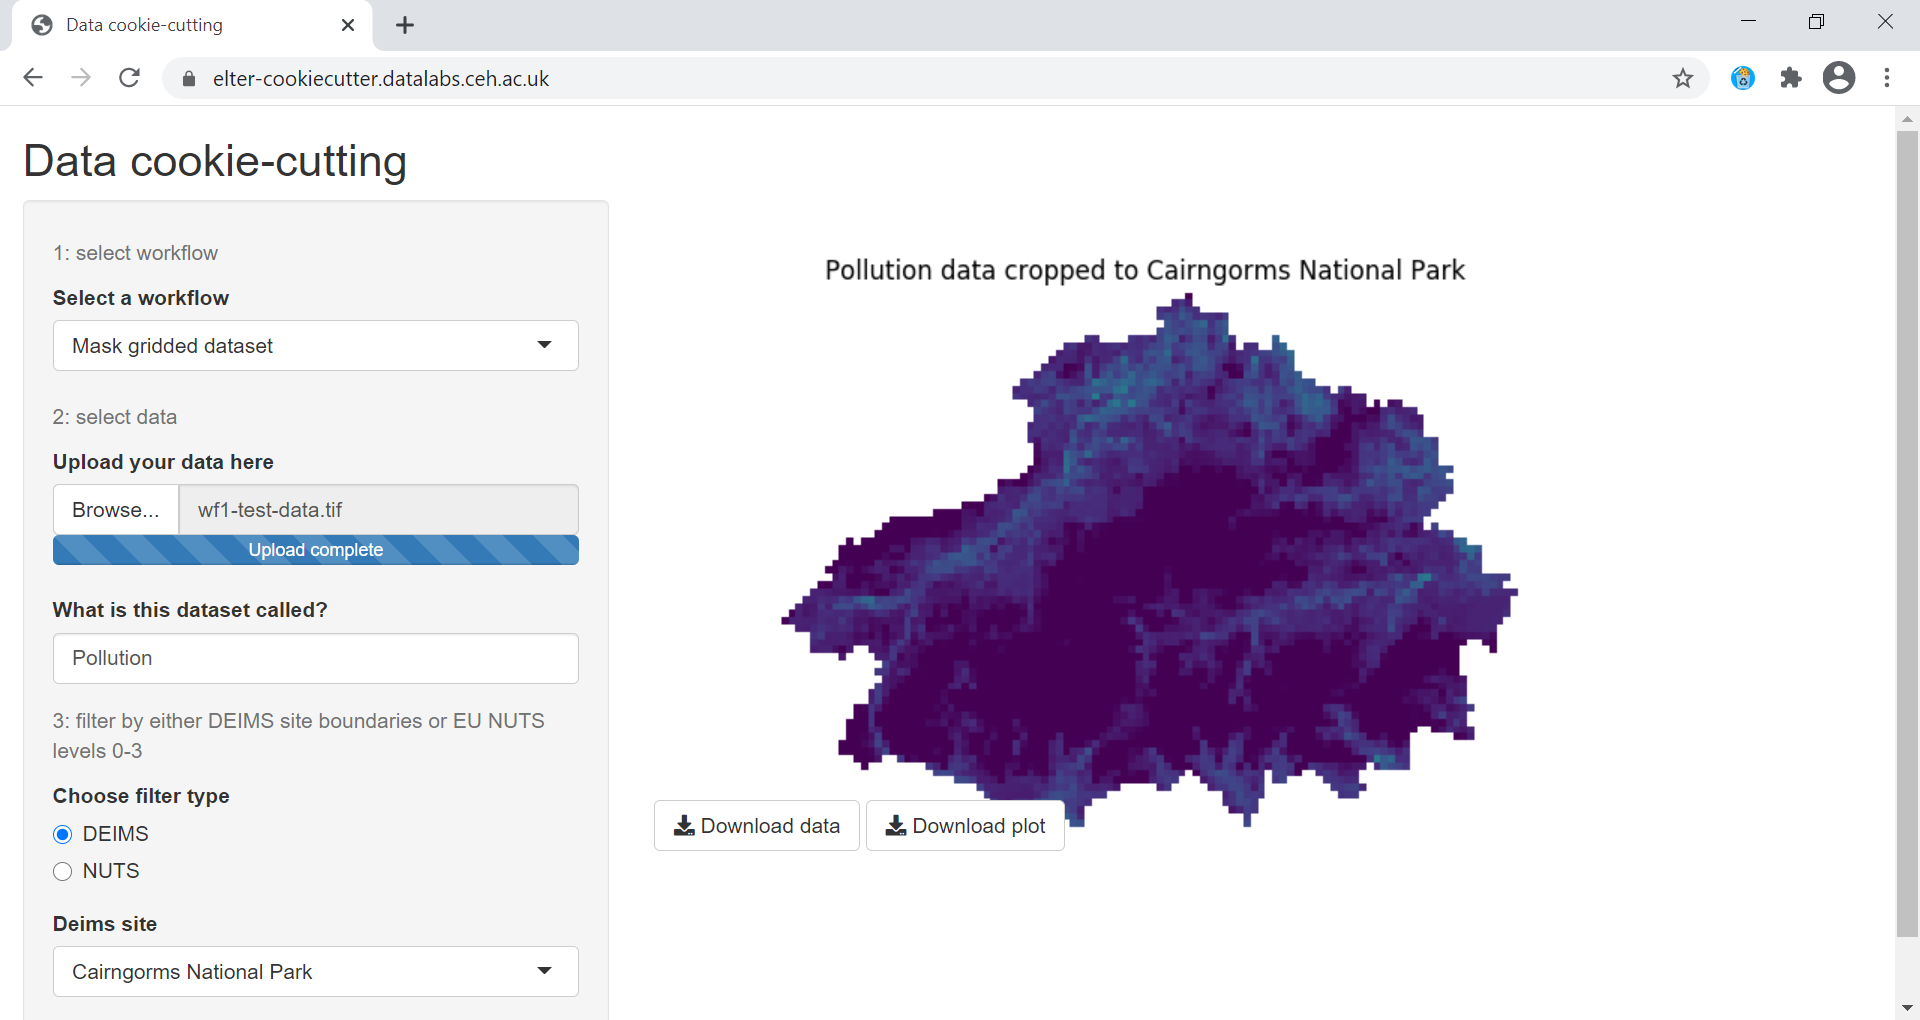 Data cookie-cutting
elter-cookiecutter.datalabs.ceh.ac.uk
Data cookie-cutting
1: select workflow
Select a workflow
Mask gridded dataset
2: select data
Upload your data here
Browse... wf1-test-data.tif
Upload complete
What is this dataset called?
Pollution
3: filter by either DEIMS site boundaries or EU NUTS
levels 0-3
Choose filter type
DEIMS
NUTS
Deims site
Cairngorms National Park
Pollution data cropped to Cairngorms National Park
Download data Download plot